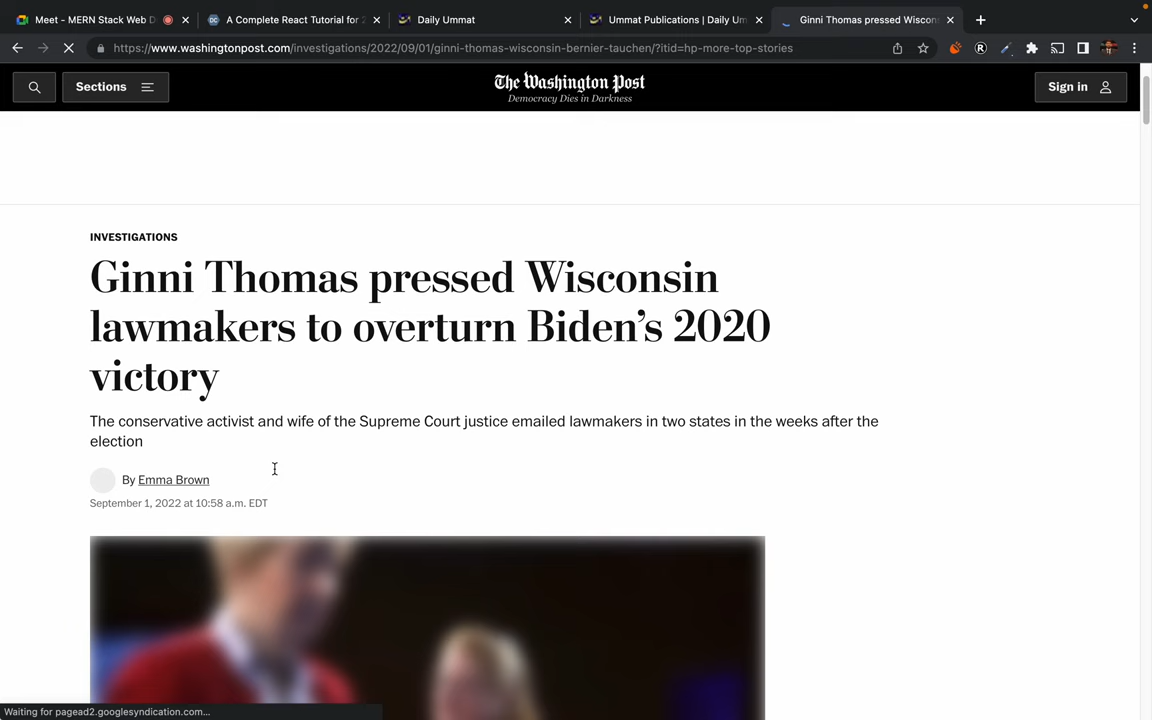 Meet - MERN Stack Web D
A Complete React Tutorial for 2
Daily Ummat
Ummat Publications | Daily Um
Ginni Thomas pressed Wiscons
https://www.washingtonpost.com/investigations/2022/09/01/ginni-thomas-wisconsin-bernier-tauchen/?itid=hp-more-top-stories
Sections
The Washington Post
Democracy Dies in Darkness
Sign in
INVESTIGATIONS
Ginni Thomas pressed Wisconsin
lawmakers to overturn Biden's 2020
victory
The conservative activist and wife of the Supreme Court justice emailed lawmakers in two states in the weeks after the
election
By Emma Brown
September 1, 2022 at 10:58 a.m. EDT
Waiting for pagead2.googlesyndication.com...